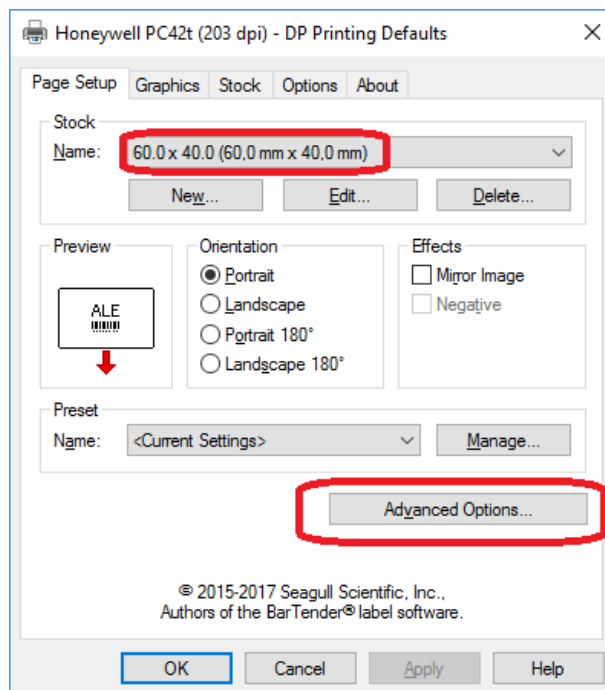 Honeywell PC42t (203 dpi) - DP Printing Defaults
Page Setup Graphics Stock Options About
Stock
Name: 60.0 x 40.0 (60,0 mm x 40,0 mm)
New... Edit... Delete...
Preview Orientation Effects
ALE
Portrait
Landscape
Portrait 180°
Landscape 180°
Mirror Image
Negative
Preset
Name: <Current Settings> Manage...
Advanced Options...
© 2015-2017 Seagull Scientific, Inc.,
Authors of the BarTender® label software.
OK Cancel Apply Help